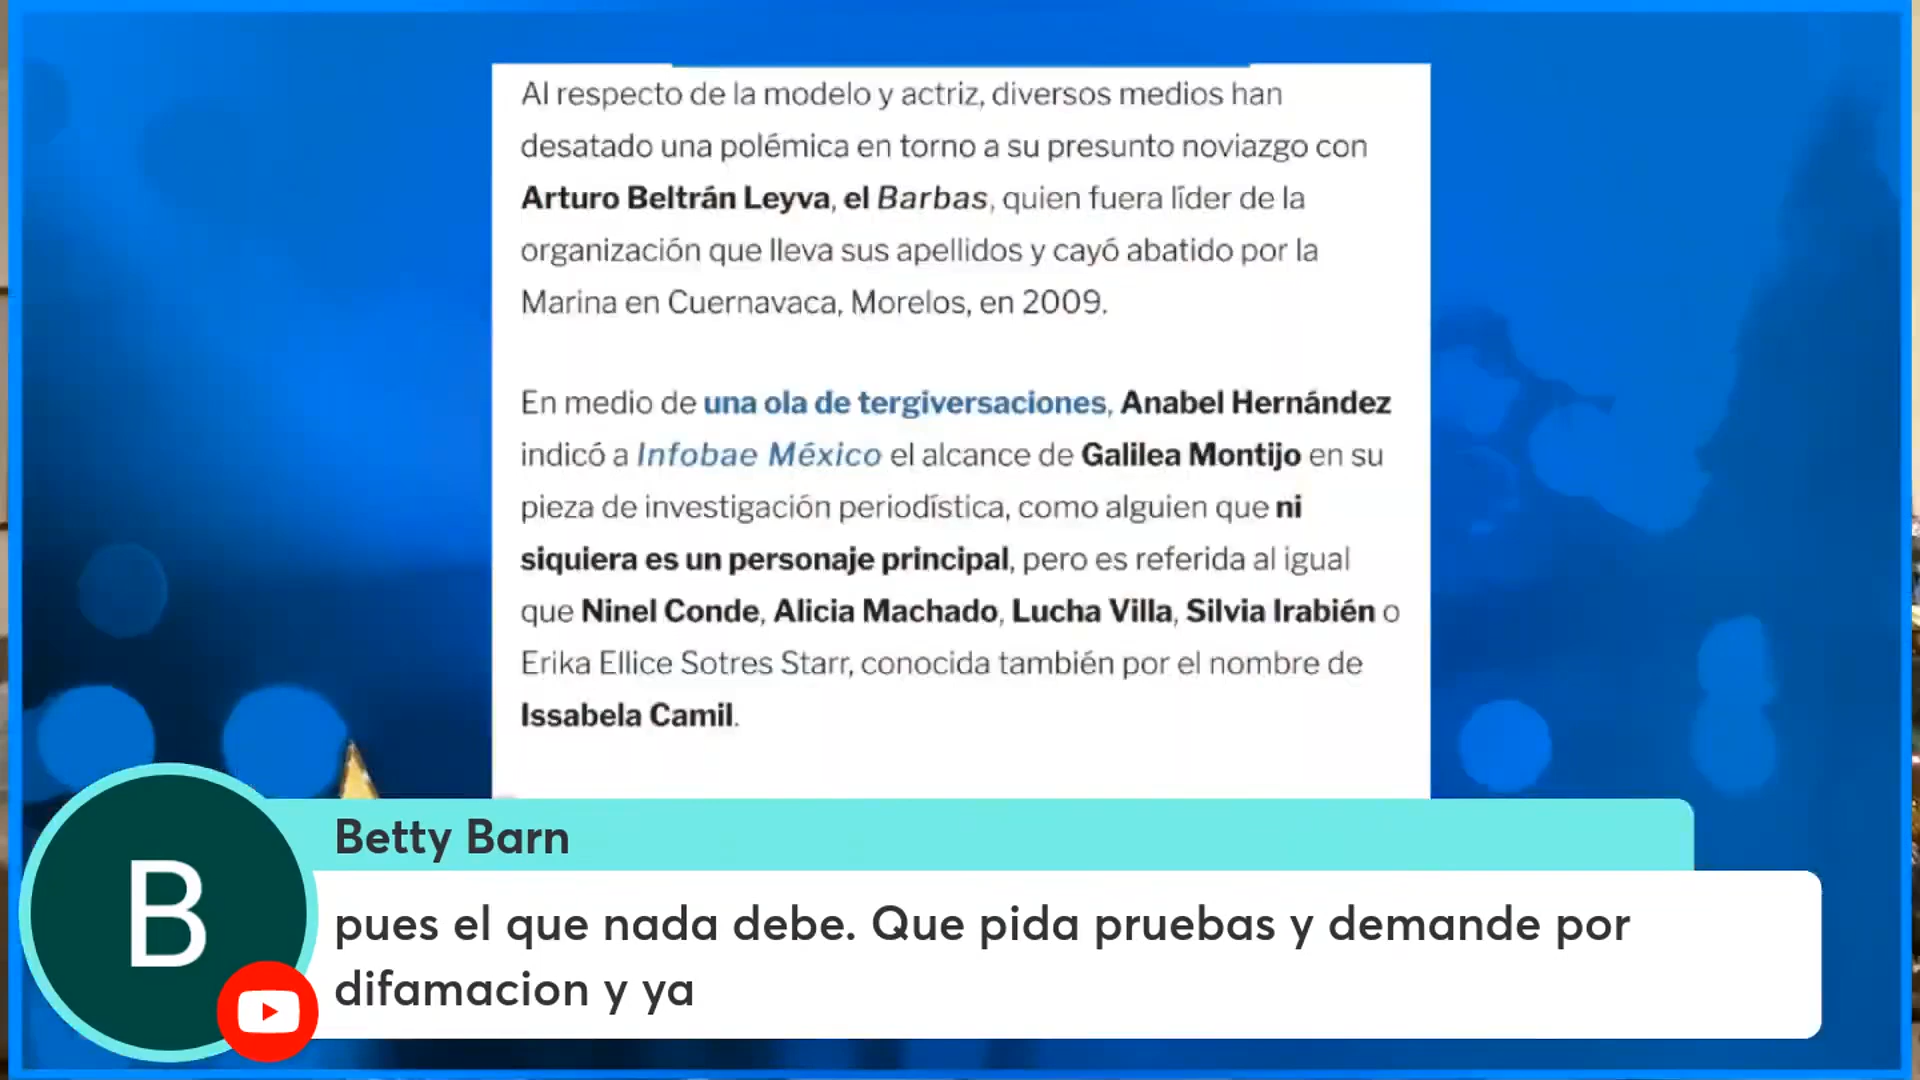 Al respecto de la modelo y actriz, diversos medios han
desatado una polémica en torno a su presunto noviazgo con
Arturo Beltrán Leyva, el Barbas, quien fuera líder de la
organización que lleva sus apellidos y cayó abatido por la
Marina en Cuernavaca, Morelos, en 2009.
En medio de una ola de tergiversaciones, Anabel Hernández
indicó a Infobae México el alcance de Galilea Montijo en su
pieza de investigación periodística, como alguien que ni
siquiera es un personaje principal, pero es referida al igual
que Ninel Conde, Alicia Machado, Lucha Villa, Silvia Irabién o
Erika Ellice Sotres Starr, conocida también por el nombre de
Issabela Camil.
Betty Barn
B
pues el que nada debe. Que pida pruebas y demande por
difamacion y ya